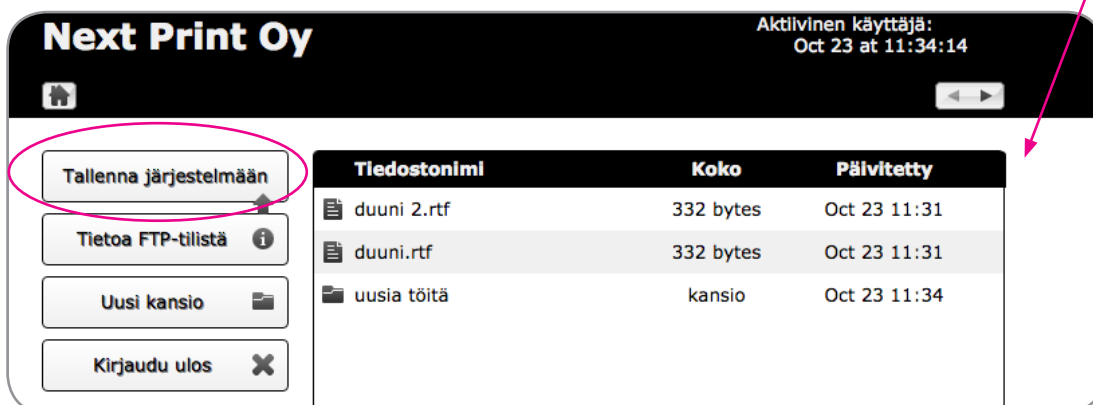 Next Print Oy
Aktiivinen käyttäjä:
Oct 23 at 11:34:14
Tallenna järjestelmään
Tietoa FTP-tilistä
Uusi kansio
Kirjaudu ulos
Tiedostonimi Koko Päivitetty
duuni 2.rtf 332 bytes Oct 23 11:31
duuni.rtf 332 bytes Oct 23 11:31
uusia töitä kansio Oct 23 11:34